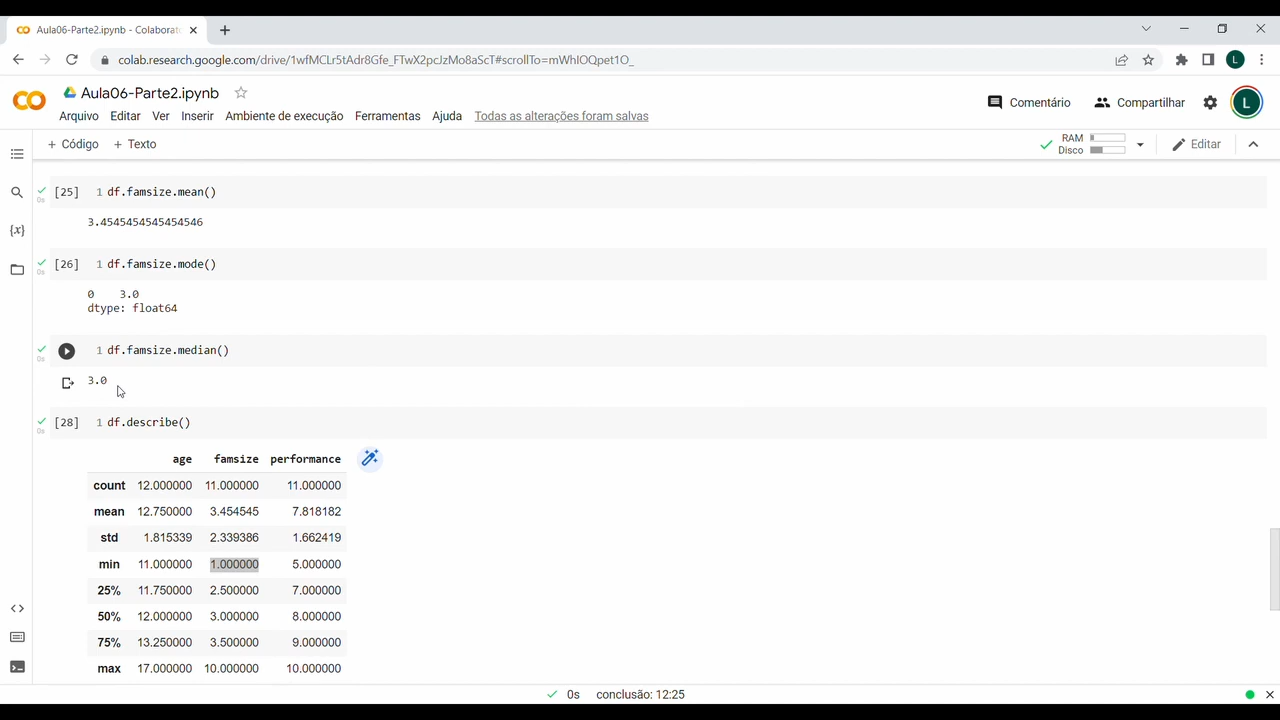 Aula06-Parte2.ipynb - Colaborat
colab.research.google.com/drive/1wfMCLr5tAdr8Gfe_FTwX2pcJzMo8aScT#scrollTo=mWhIOQpet1O_
L
Aula06-Parte2.ipynb
Comentário Compartilhar L
Arquivo Editar Ver Inserir Ambiente de execução Ferramentas Ajuda Todas as alterações foram salvas
+ Código + Texto RAM Disco Editar
[25] 1 df.famsize.mean()
0s
3.4545454545454546
[26] 1 df.famsize.mode()
0s
0 3.0
dtype: float64
1 df.famsize.median()
0s
3.0
[28] 1 df.describe()
0s
age famsize performance
count 12.000000 11.000000 11.000000
mean 12.750000 3.454545 7.818182
std 1.815339 2.339386 1.662419
min 11.000000 1.000000 5.000000
25% 11.750000 2.500000 7.000000
50% 12.000000 3.000000 8.000000
75% 13.250000 3.500000 9.000000
max 17.000000 10.000000 10.000000
0s conclusão: 12:25